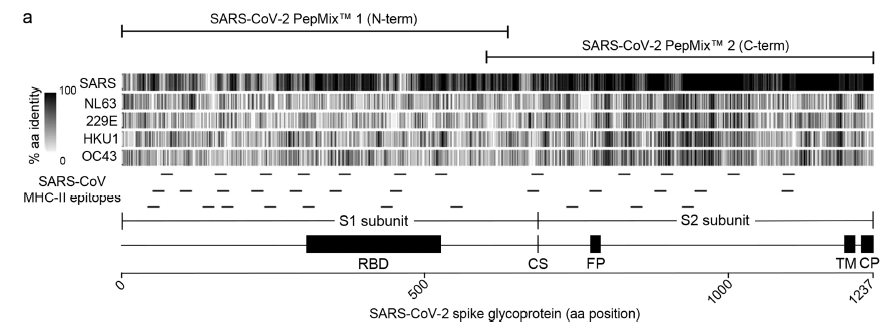 a
SARS-CoV-2 PepMix™ 1 (N-term)
SARS-CoV-2 PepMix™ 2 (C-term)
% aa identity
100
0
SARS
NL63
229E
HKU1
OC43
SARS-CoV
MHC-II epitopes
S1 subunit
S2 subunit
RBD
CS
FP
TM
CP
0
500
1000
1237
SARS-CoV-2 spike glycoprotein (aa position)